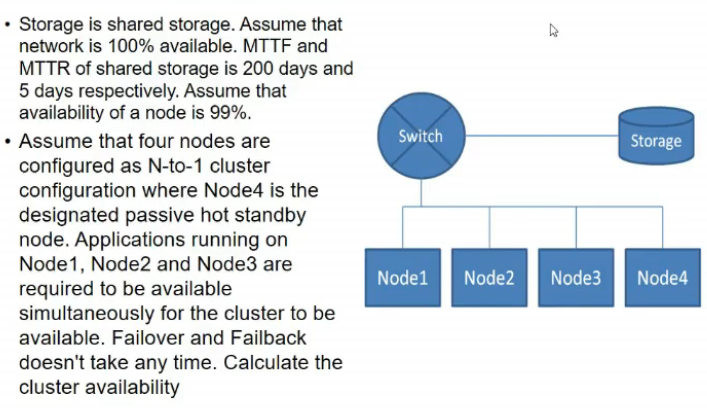 • Storage is shared storage. Assume that
network is 100% available. MTTF and
MTTR of shared storage is 200 days and
5 days respectively. Assume that
availability of a node is 99%.
• Assume that four nodes are
configured as N-to-1 cluster
configuration where Node4 is the
designated passive hot standby
node. Applications running on
Node1, Node2 and Node3 are
required to be available
simultaneously for the cluster to be
available. Failover and Failback
doesn't take any time. Calculate the
cluster availability
Switch
Storage
Node1
Node2
Node3
Node4